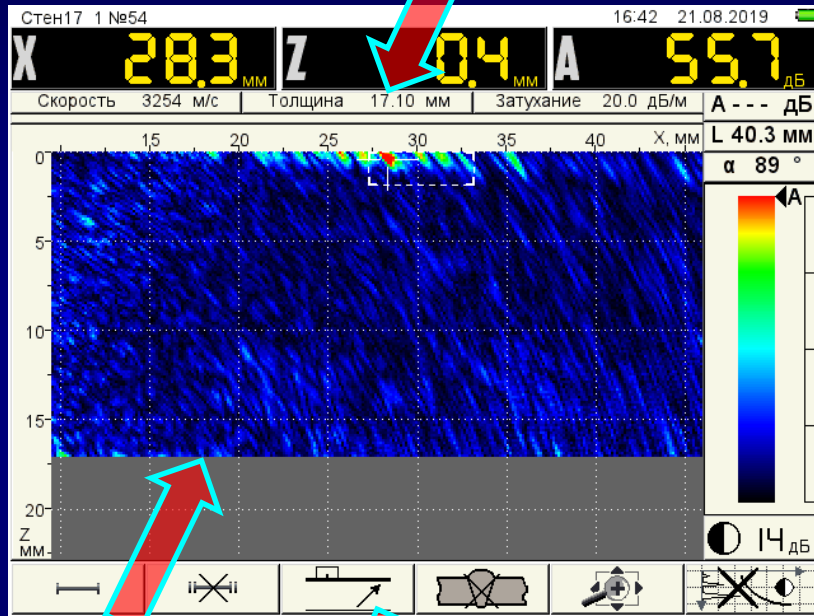 Стен17 1 №54 16:42 21.08.2019
X 28.3 мм Z 0.4 мм A 55.7 дБ
Скорость 3254 м/с Толщина 17.10 мм Затухание 20.0 дБ/м
A - - - дБ
L 40.3 мм
α 89 °
15 20 25 30 35 40 X, мм
0
A
5
10
15
20
Z
мм
14 дБ